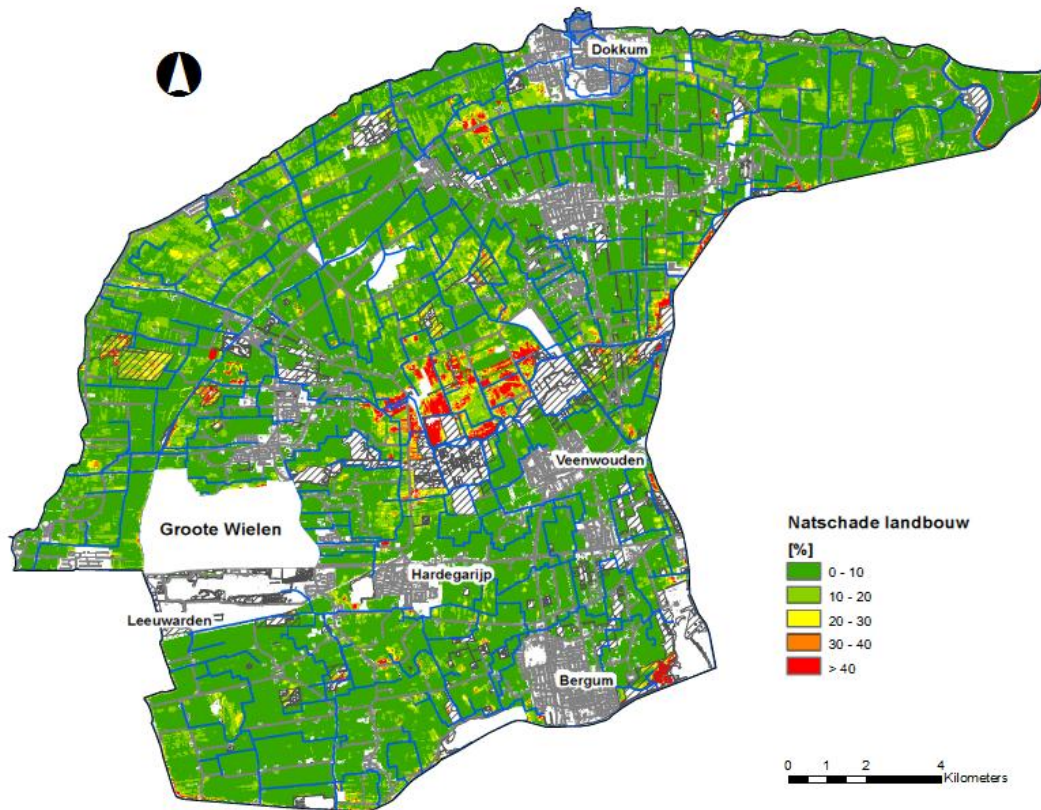 Dokkum
Veenwouden
Groote Wielen
Hardegarijp
Leeuwarden
Bergum
Natschade landbouw
[%]
0 - 10
10 - 20
20 - 30
30 - 40
> 40
0 1 2 4
Kilometers